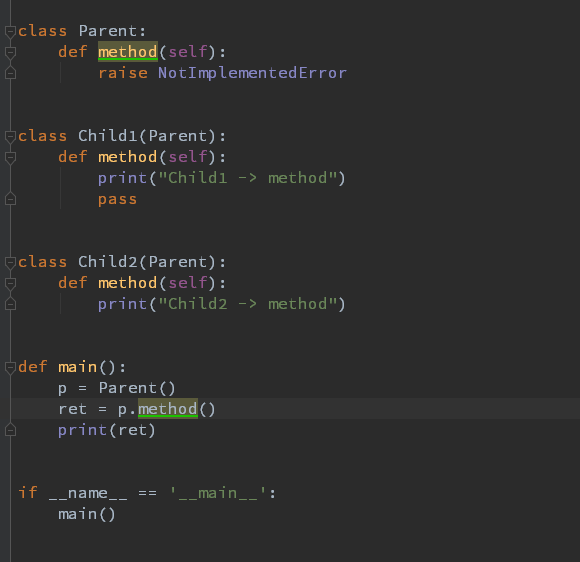 class Parent:
    def method(self):
        raise NotImplementedError
class Child1(Parent):
    def method(self):
        print("Child1 -> method")
        pass
class Child2(Parent):
    def method(self):
        print("Child2 -> method")
def main():
    p = Parent()
    ret = p.method()
    print(ret)
if __name__ == '__main__':
    main()